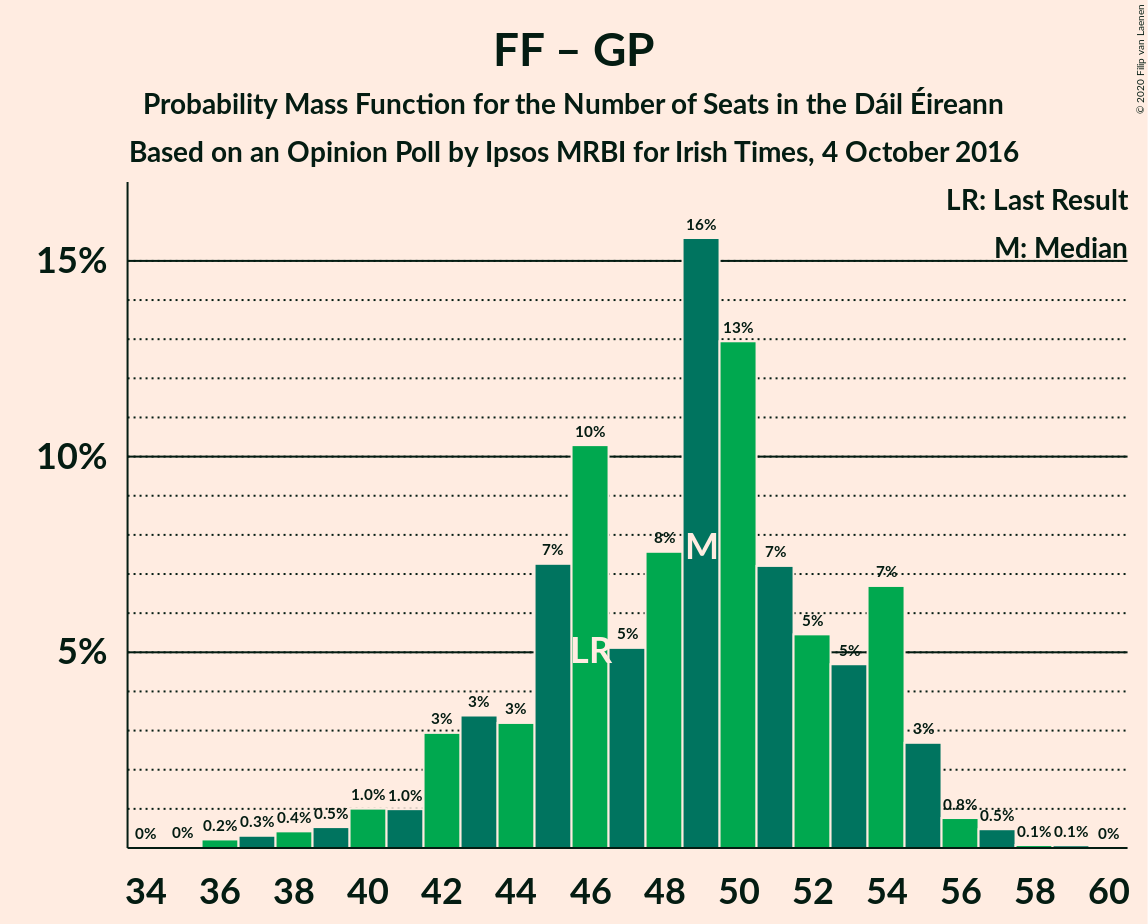 FF – GP
Probability Mass Function for the Number of Seats in the Dáil Éireann
Based on an Opinion Poll by Ipsos MRBI for Irish Times, 4 October 2016
© 2020 Filip van Laenen
LR: Last Result
M: Median
15%
10%
5%
0% 0% 0.2% 0.3% 0.4% 0.5% 1.0% 1.0% 3% 3% 3% 7% 10% 5% 8% 16% 13% 7% 5% 5% 7% 3% 0.8% 0.5% 0.1% 0.1% 0%
LR
M
34 36 38 40 42 44 46 48 50 52 54 56 58 60